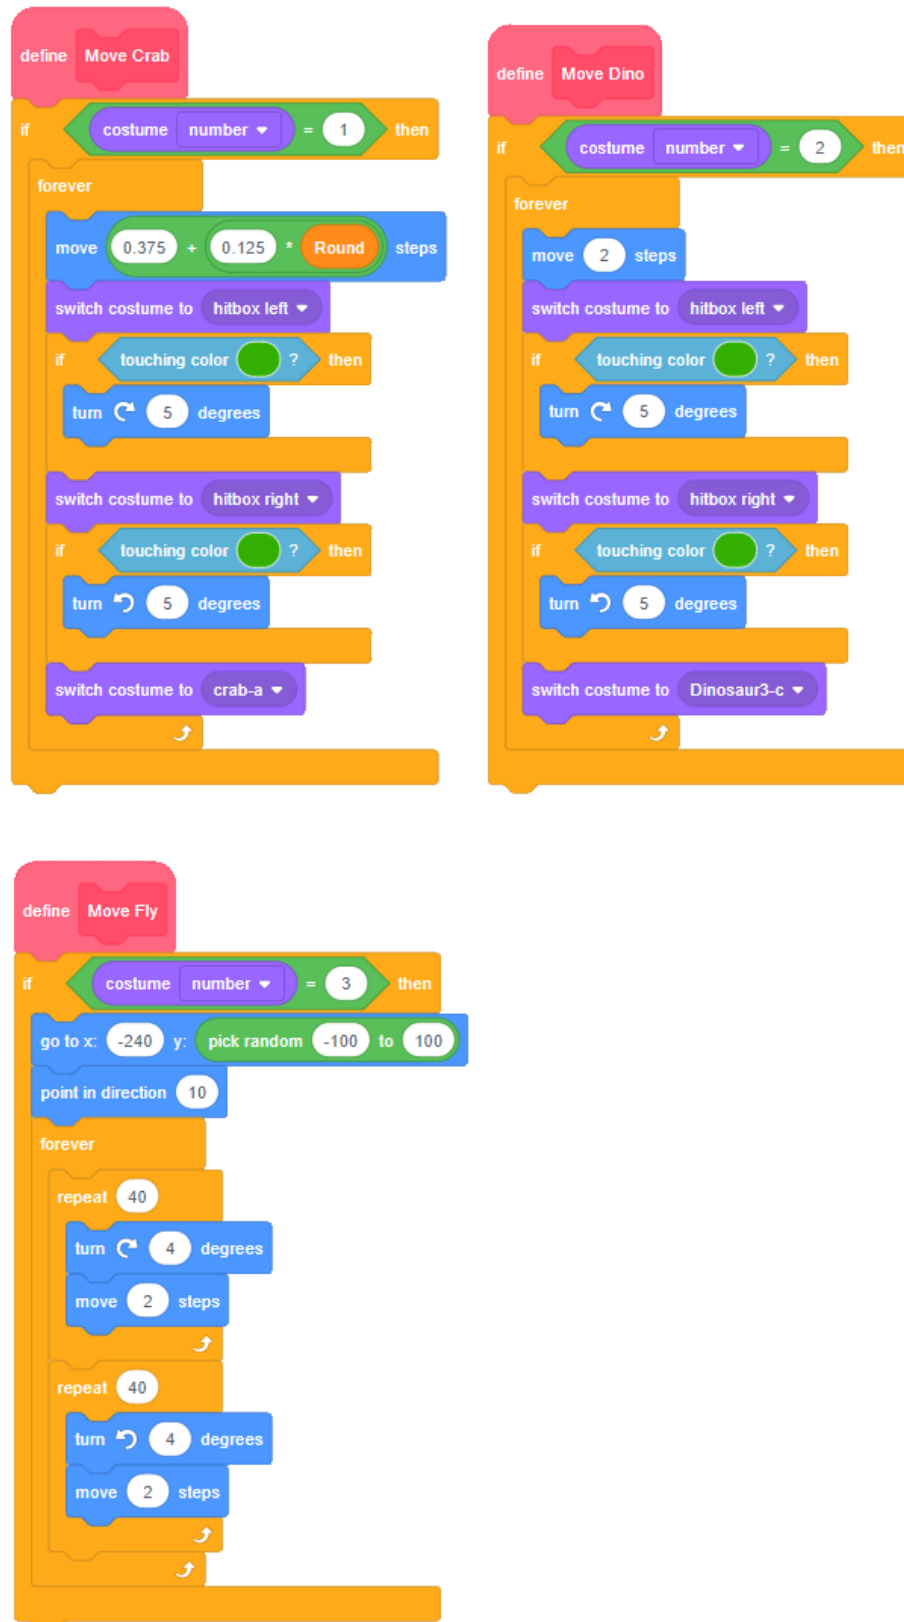 define Move Crab
if costume number = 1 then
forever
move 0.375 + 0.125 * Round steps
switch costume to hitbox left
if touching color ? then
turn 5 degrees
switch costume to hitbox right
if touching color ? then
turn 5 degrees
switch costume to crab-a
define Move Dino
if costume number = 2 then
forever
move 2 steps
switch costume to hitbox left
if touching color ? then
turn 5 degrees
switch costume to hitbox right
if touching color ? then
turn 5 degrees
switch costume to Dinosaur3-c
define Move Fly
if costume number = 3 then
go to x: -240 y: pick random -100 to 100
point in direction 10
forever
repeat 40
turn 4 degrees
move 2 steps
repeat 40
turn 4 degrees
move 2 steps